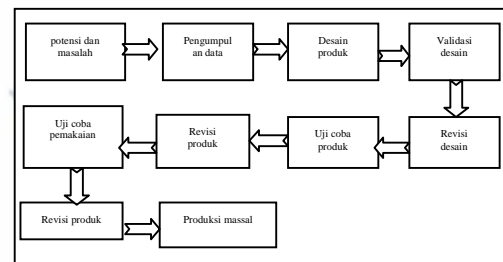 potensi dan
masalah
Pengumpul
an data
Desain
produk
Validasi
desain
Revisi
desain
Uji coba
produk
Revisi
produk
Uji coba
pemakaian
Revisi produk
Produksi massal